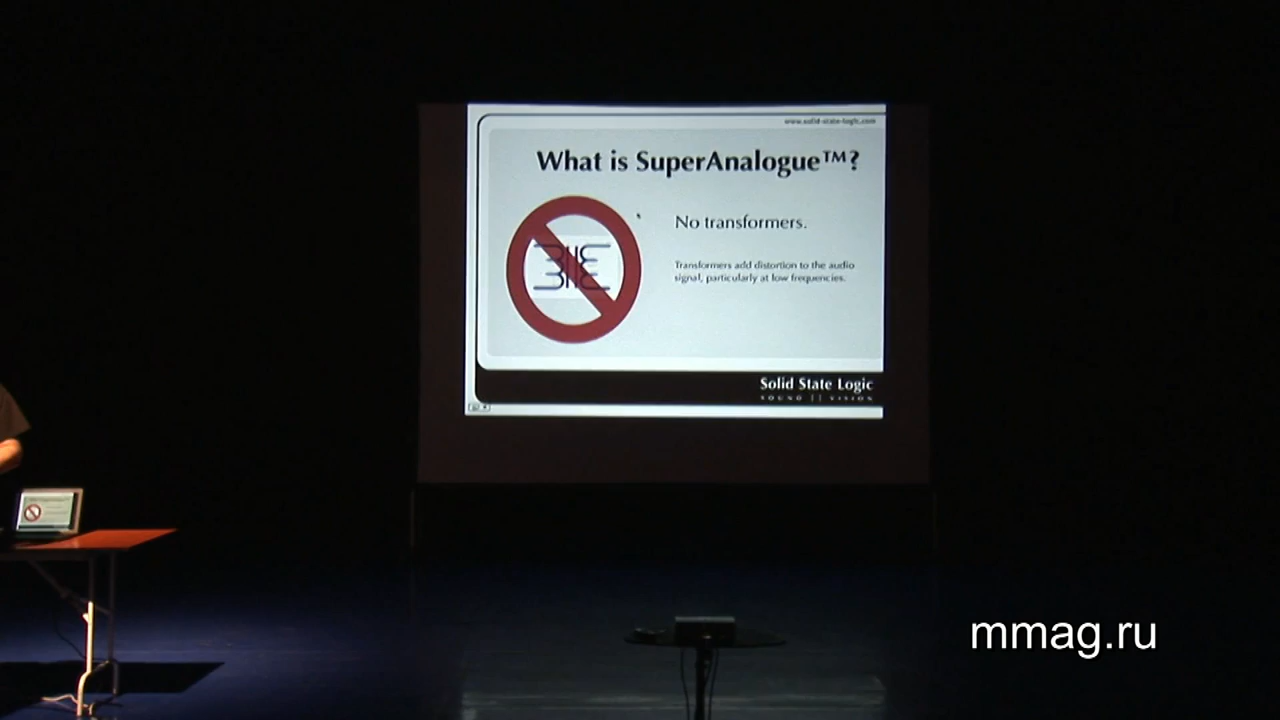 www.solid-state-logic.com
What is SuperAnalogue™?
No transformers.
Transformers add distortion to the audio
signal, particularly at low frequencies.
Solid State Logic
SOUND || VISION
mmag.ru